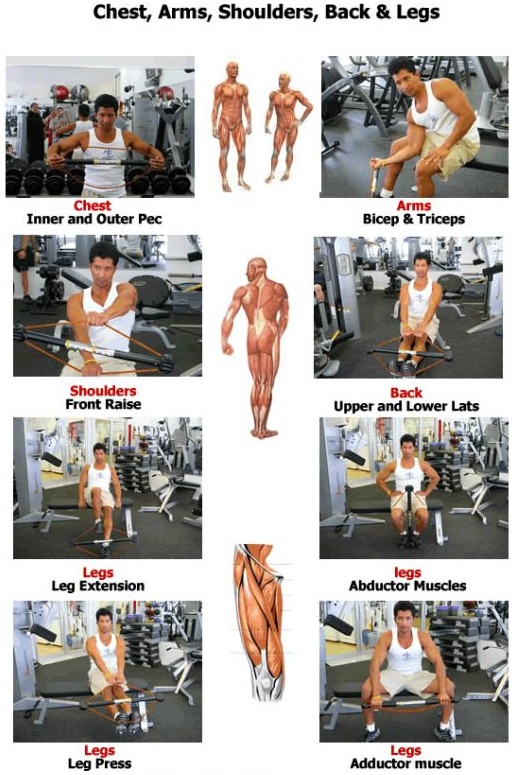 Chest, Arms, Shoulders, Back & Legs
Chest
Inner and Outer Pec
Arms
Bicep & Triceps
Shoulders
Front Raise
Back
Upper and Lower Lats
Legs
Leg Extension
legs
Abductor Muscles
Legs
Leg Press
Legs
Adductor muscle